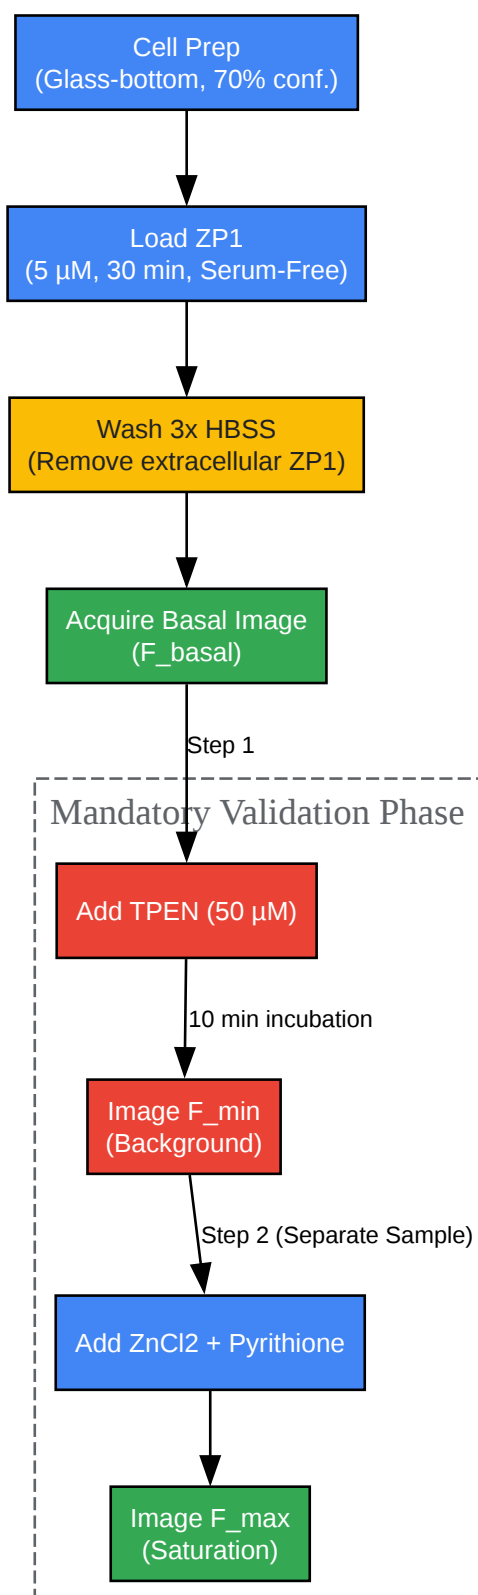 Cell Prep
(Glass-bottom, 70% conf.)
Load ZP1
(5 µM, 30 min, Serum-Free)
Wash 3x HBSS
(Remove extracellular ZP1)
Acquire Basal Image
(F_basal)
Step 1
Mandatory Validation Phase
Add TPEN (50 µM)
10 min incubation
Image F_min
(Background)
Step 2 (Separate Sample)
Add ZnCl2 + Pyrithione
Image F_max
(Saturation)